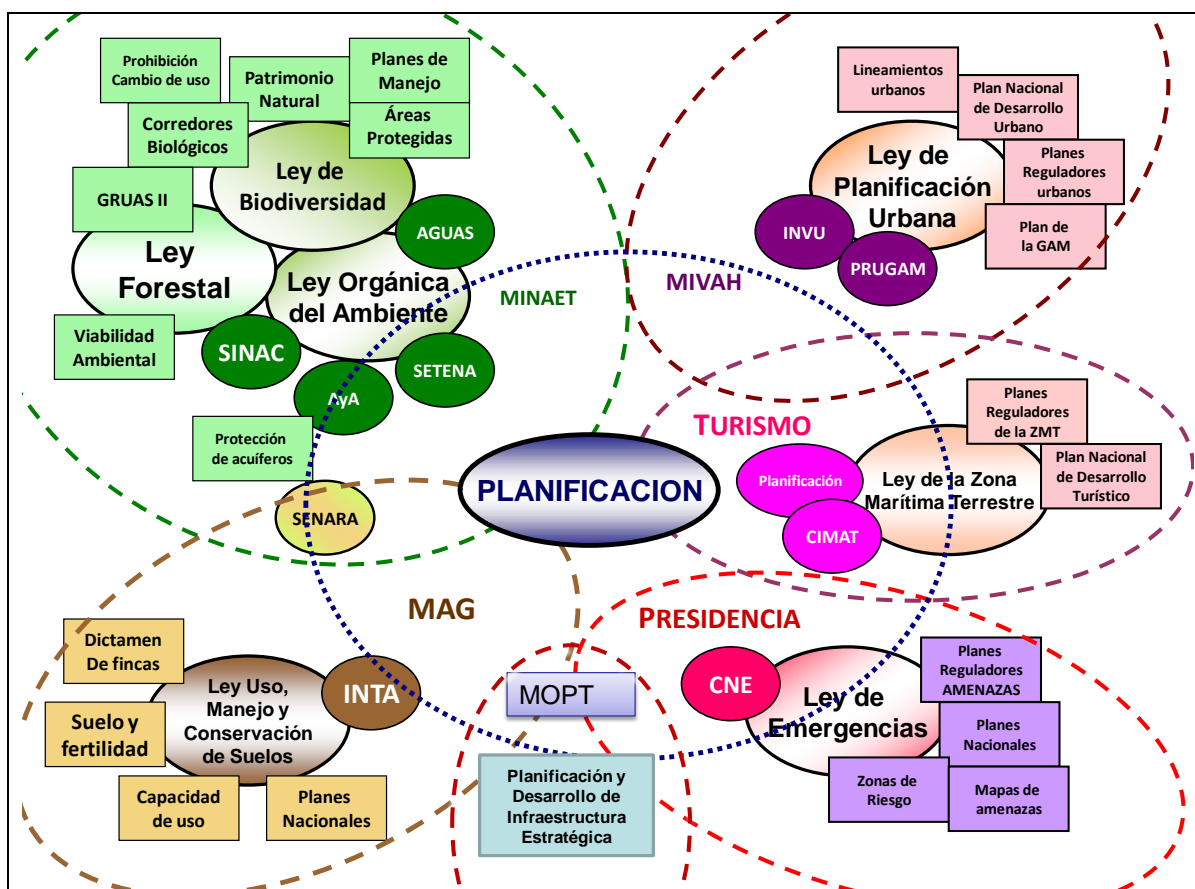 Prohibición
Cambio de uso
Patrimonio
Natural
Planes de
Manejo
Áreas
Protegidas
Corredores
Biológicos
GRUAS II
Ley de
Biodiversidad
Ley
Forestal
Ley Orgánica
del Ambiente
AGUAS
MINAET
Viabilidad
Ambiental
SINAC
AyA
SETENA
Protección
de acuíferos
SENARA
Lineamientos
urbanos
Plan Nacional
de Desarrollo
Urbano
Planes
Reguladores
urbanos
Plan de
la GAM
Ley de
Planificación
Urbana
INVU
PRUGAM
MIVAH
PLANIFICACION
TURISMO
Planificación
CIMAT
Ley de la Zona
Marítima Terrestre
Planes
Reguladores
de la ZMT
Plan Nacional
de Desarrollo
Turístico
MAG
Dictamen
De fincas
Suelo y
fertilidad
Capacidad
de uso
Planes
Nacionales
Ley Uso,
Manejo y
Conservación
de Suelos
INTA
MOPT
Planificación y
Desarrollo de
Infraestructura
Estratégica
PRESIDENCIA
CNE
Ley de
Emergencias
Planes
Reguladores
AMENAZAS
Planes
Nacionales
Zonas de
Riesgo
Mapas de
amenazas